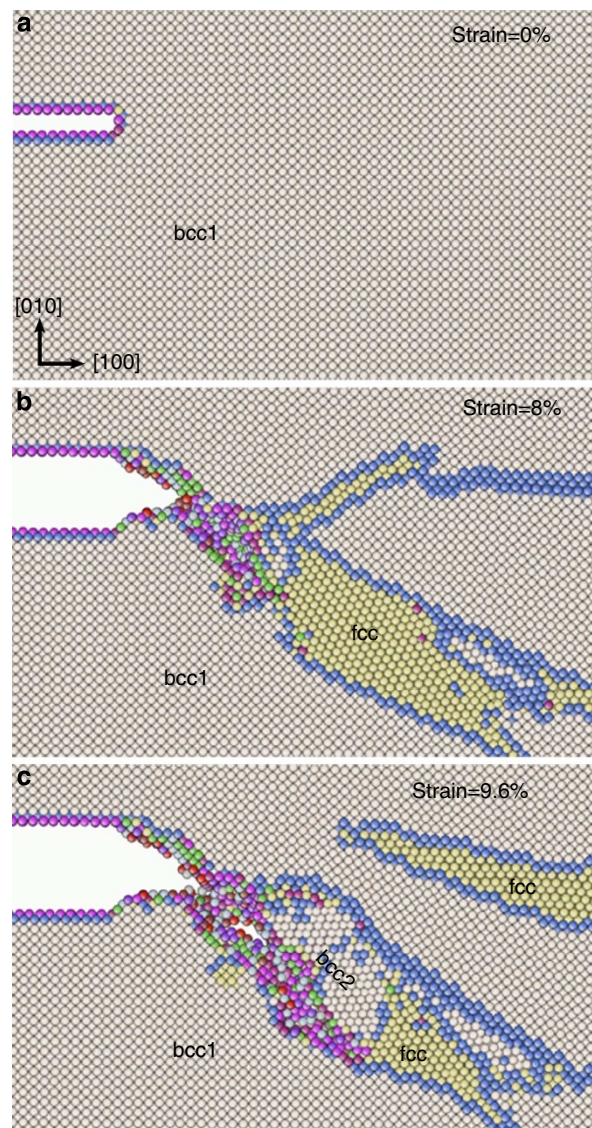 a
Strain=0%
bcc1
[010]
[100]
b
Strain=8%
fcc
bcc1
c
Strain=9.6%
fcc
bcc2
bcc1
fcc